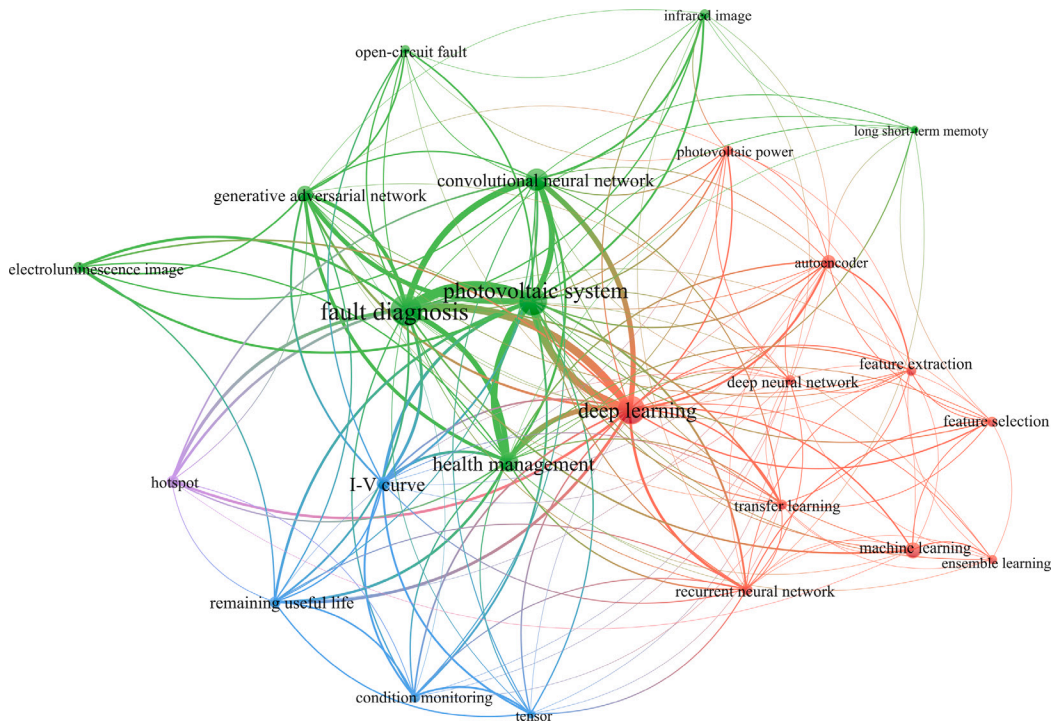 infrared image
open-circuit fault
long short-term memoty
photovoltaic power
convolutional neural network
generative adversarial network
electroluminescence image
autoencoder
photovoltaic system
fault diagnosis
feature extraction
deep neural network
deep learning
feature selection
health management
hotspot
I-V curve
transfer learning
machine learning
ensemble learning
recurrent neural network
remaining useful life
condition monitoring
tensor